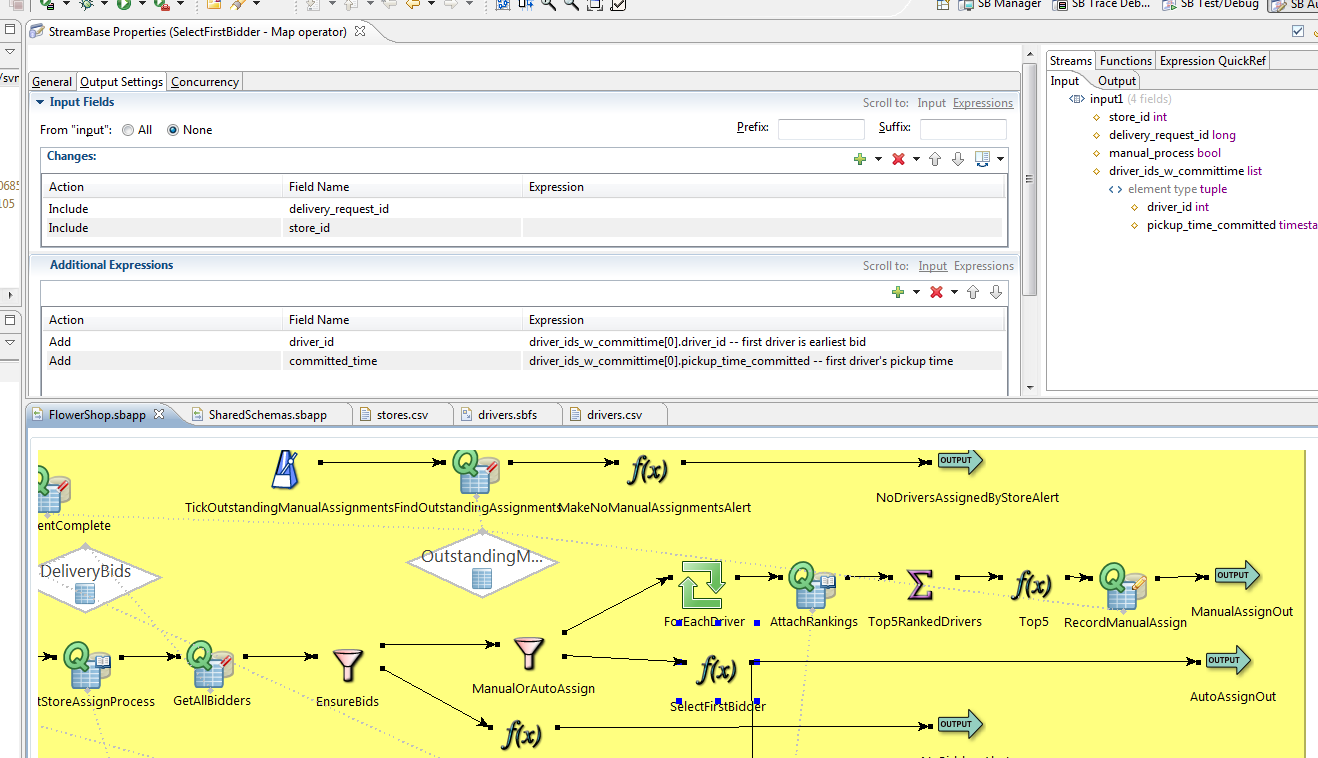 SB Manager SB Trace Deb... SB Test/Debug SB Au
StreamBase Properties (SelectFirstBidder - Map operator)
/svr
General Output Settings Concurrency
Input Fields Scroll to: Input Expressions
From "input": All None Prefix: Suffix:
Changes:
Action Field Name Expression
Include delivery_request_id
Include store_id
Additional Expressions Scroll to: Input Expressions
Action Field Name Expression
Add driver_id driver_ids_w_committime[0].driver_id -- first driver is earliest bid
Add committed_time driver_ids_w_committime[0].pickup_time_committed -- first driver's pickup time
0685
105
Streams Functions Expression QuickRef
Input Output
input1 (4 fields)
store_id int
delivery_request_id long
manual_process bool
driver_ids_w_committime list
element type tuple
driver_id int
pickup_time_committed timesta
FlowerShop.sbapp SharedSchemas.sbapp stores.csv drivers.sbfs drivers.csv
OUTPUT
TickOutstandingManualAssignments FindOutstandingAssignments MakeNoManualAssignmentsAlert NoDriversAssignedByStoreAlert
entComplete
DeliveryBids
OutstandingM...
OUTPUT
ForEachDriver AttachRankings Top5RankedDrivers Top5 RecordManualAssign ManualAssignOut
OUTPUT
tStoreAssignProcess GetAllBidders EnsureBids ManualOrAutoAssign SelectFirstBidder AutoAssignOut
OUTPUT